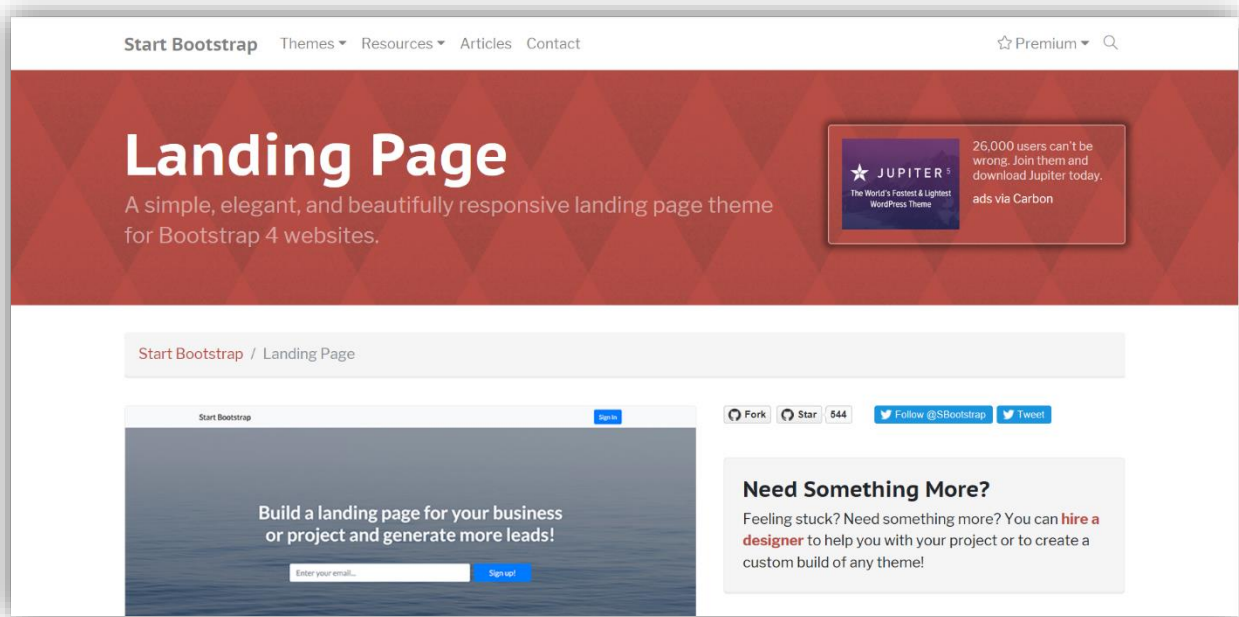 Start Bootstrap Themes Resources Articles Contact Premium
Landing Page
A simple, elegant, and beautifully responsive landing page theme
for Bootstrap 4 websites.
JUPITER 5
The World's Fastest & Lightest
WordPress Theme
26,000 users can't be
wrong. Join them and
download Jupiter today.
ads via Carbon
Start Bootstrap / Landing Page
Start Bootstrap Sign In
Build a landing page for your business
or project and generate more leads!
Enter your email... Sign up!
Fork Star 544 Follow @SBootstrap Tweet
Need Something More?
Feeling stuck? Need something more? You can hire a
designer to help you with your project or to create a
custom build of any theme!